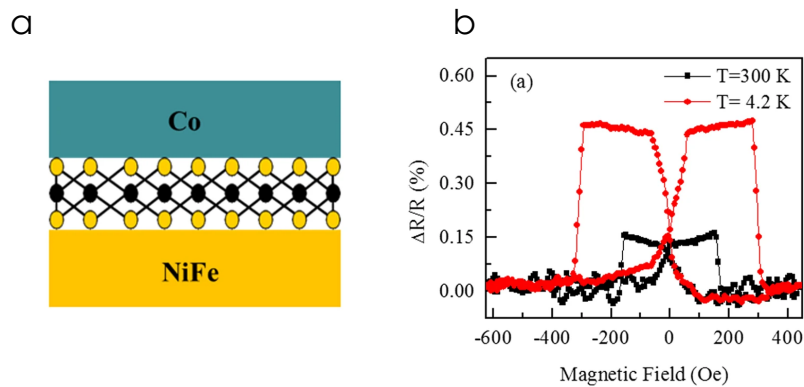 a
Co
NiFe
b
(a)
T=300 K
T= 4.2 K
ΔR/R (%)
0.60
0.45
0.30
0.15
0.00
-600 -400 -200 0 200 400
Magnetic Field (Oe)